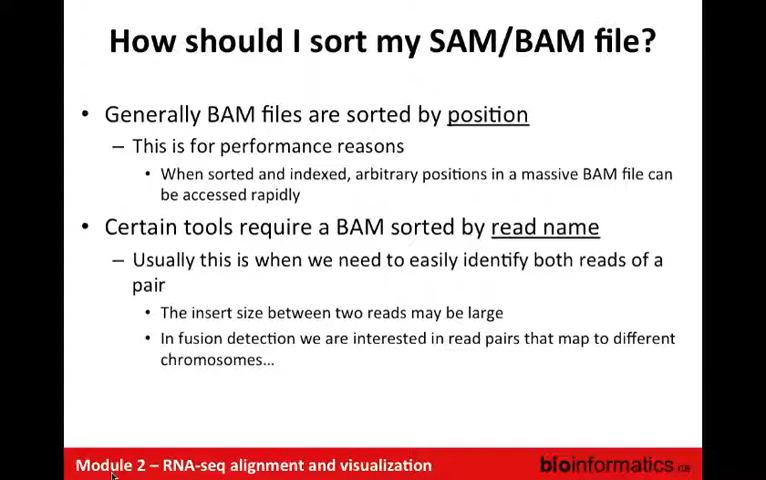 How should I sort my SAM/BAM file?
• Generally BAM files are sorted by position
– This is for performance reasons
• When sorted and indexed, arbitrary positions in a massive BAM file can
be accessed rapidly
• Certain tools require a BAM sorted by read name
– Usually this is when we need to easily identify both reads of a
pair
• The insert size between two reads may be large
• In fusion detection we are interested in read pairs that map to different
chromosomes...
Module 2 – RNA-seq alignment and visualization
bioinformatics.ca